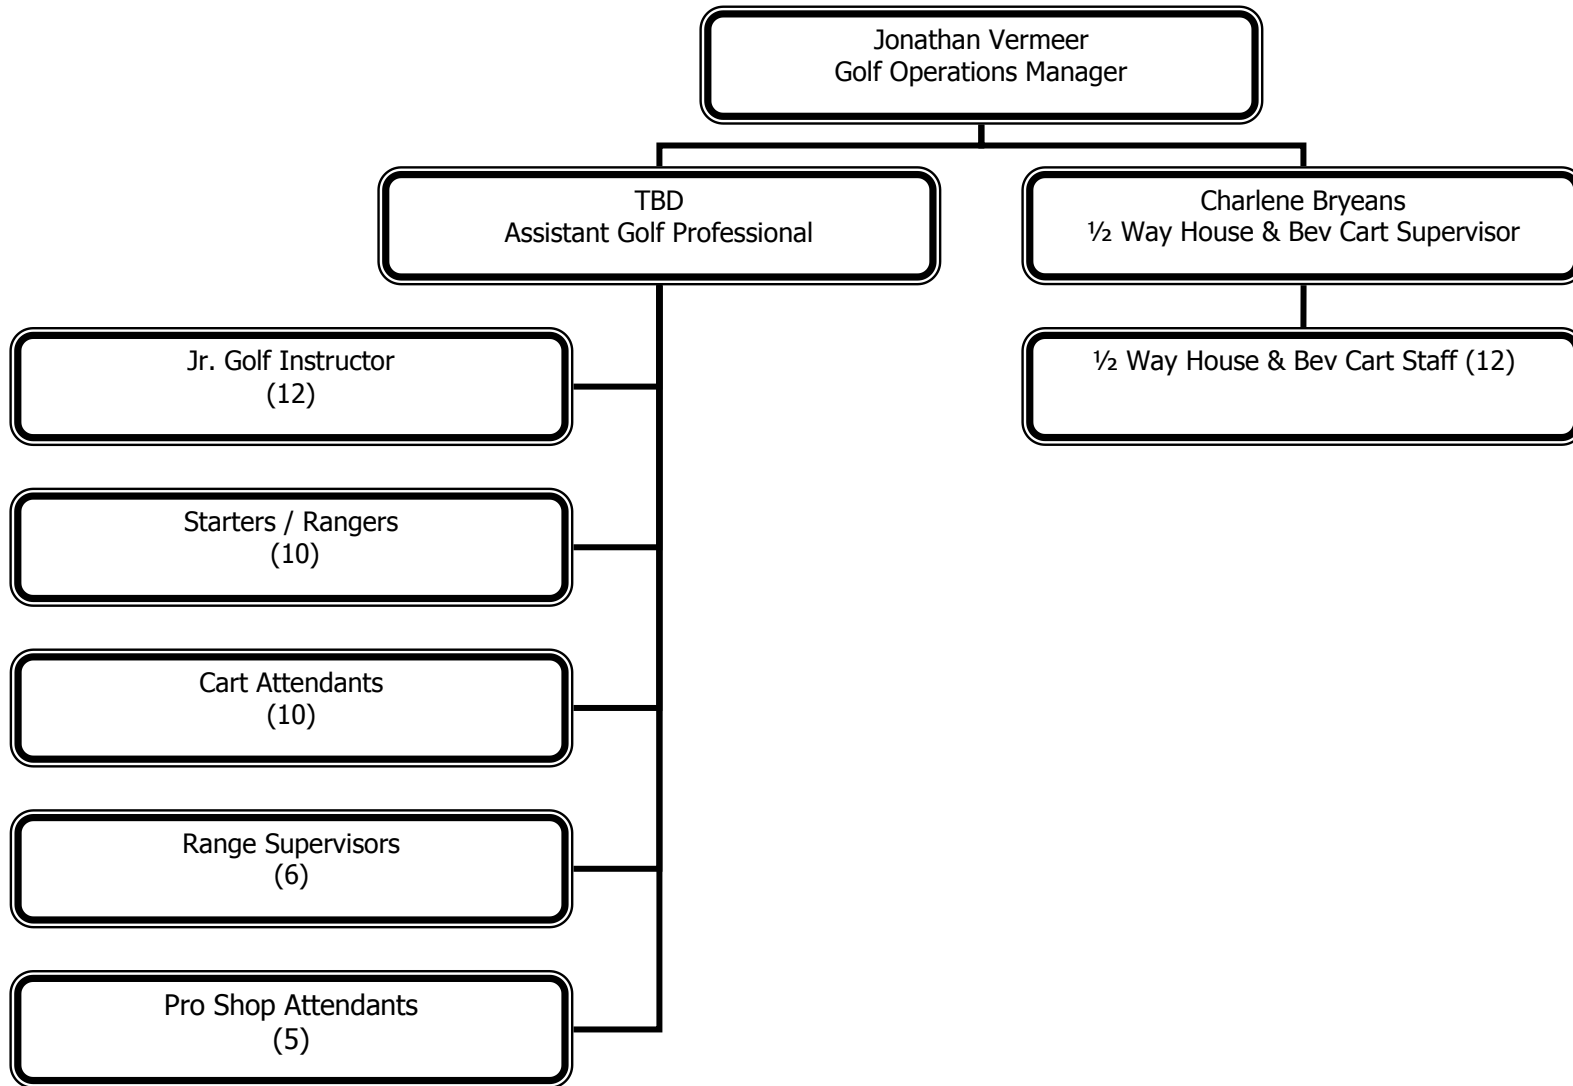 Jonathan Vermeer
Golf Operations Manager
TBD
Assistant Golf Professional
Charlene Bryeans
½ Way House & Bev Cart Supervisor
Jr. Golf Instructor
(12)
½ Way House & Bev Cart Staff (12)
Starters / Rangers
(10)
Cart Attendants
(10)
Range Supervisors
(6)
Pro Shop Attendants
(5)